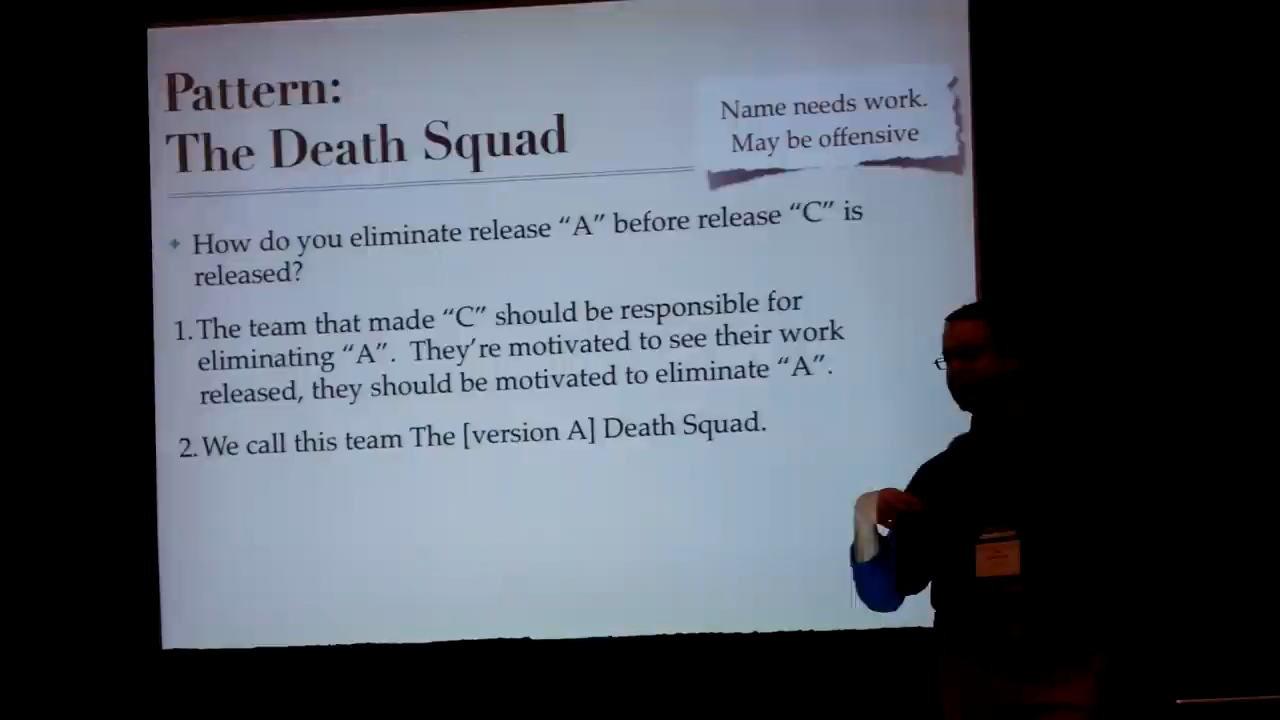 Pattern:
The Death Squad
Name needs work.
May be offensive
How do you eliminate release “A” before release “C” is
released?
1. The team that made “C” should be responsible for
eliminating “A”. They’re motivated to see their work
released, they should be motivated to eliminate “A”.
2. We call this team The [version A] Death Squad.